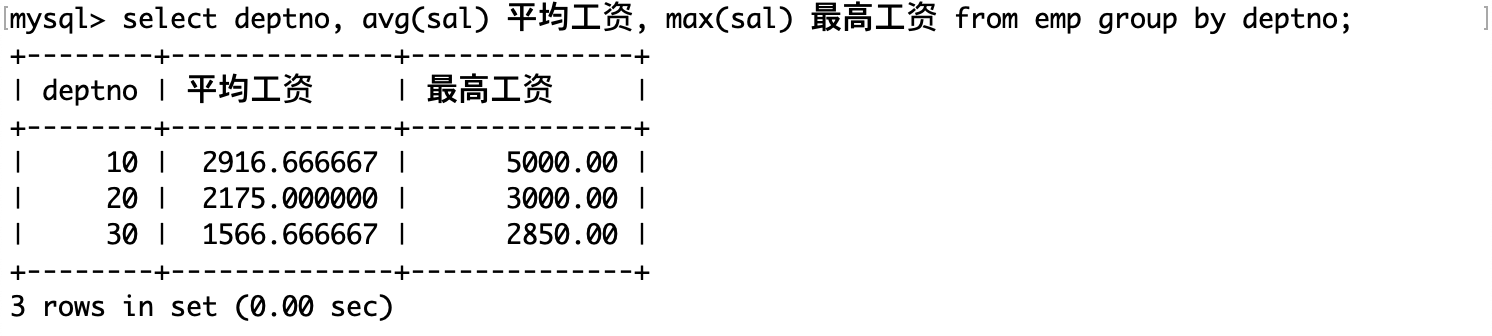 [mysql> select deptno, avg(sal) 平均工资, max(sal) 最高工资 from emp group by deptno; ]
+--------+--------------+--------------+
| deptno | 平均工资     | 最高工资     |
+--------+--------------+--------------+
|     10 |  2916.666667 |      5000.00 |
|     20 |  2175.000000 |      3000.00 |
|     30 |  1566.666667 |      2850.00 |
+--------+--------------+--------------+
3 rows in set (0.00 sec)